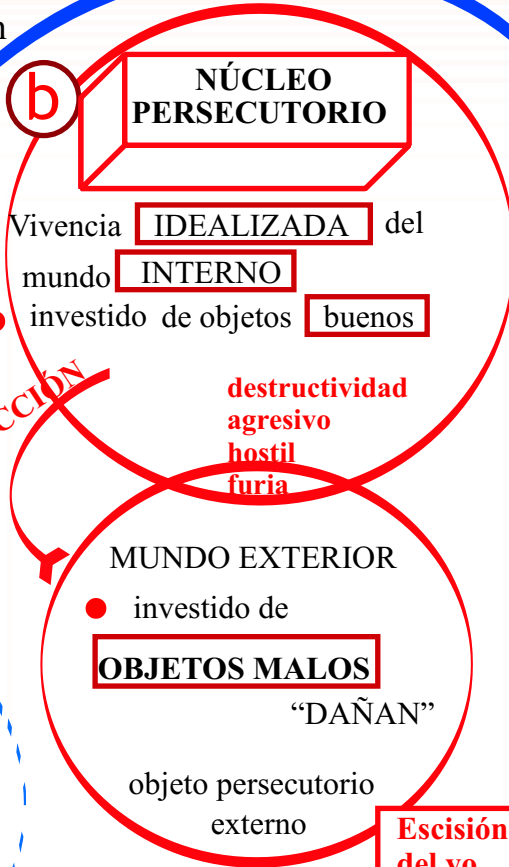 n
b
NÚCLEO
PERSECUTORIO
Vivencia IDEALIZADA del
mundo INTERNO
investido de objetos buenos
CCIÓN
destructividad
agresivo
hostil
furia
MUNDO EXTERIOR
investido de
OBJETOS MALOS
“DAÑAN”
objeto persecutorio
externo
Escisión
del yo